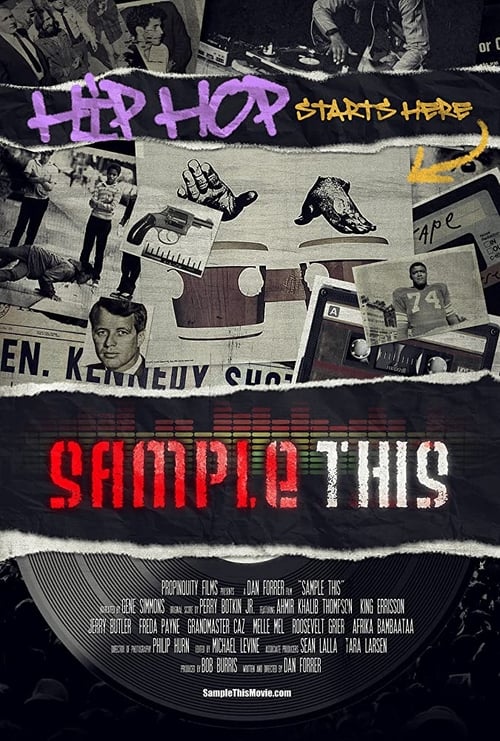 HIP HOP STARTS HERE
TAPE
74
A
EN. KENNEDY SHOT
SAMPLE THIS
PROPINQUITY FILMS PRESENTS A DAN FORRER FILM "SAMPLE THIS"
NARRATED BY GENE SIMMONS ORIGINAL SCORE BY PERRY BOTKIN JR. FEATURING AHMIR KHALIB THOMPSON KING ERRISSON
JERRY BUTLER FREDA PAYNE GRANDMASTER CAZ MELLE MEL ROOSEVELT GRIER AFRIKA BAMBAATAA
DIRECTOR OF PHOTOGRAPHY PHILIP HURN EDITED BY MICHAEL LEVINE ASSOCIATE PRODUCERS SEAN LALLA TARA LARSEN
PRODUCED BY BOB BURRIS WRITTEN AND DIRECTED BY DAN FORRER
SampleThisMovie.com